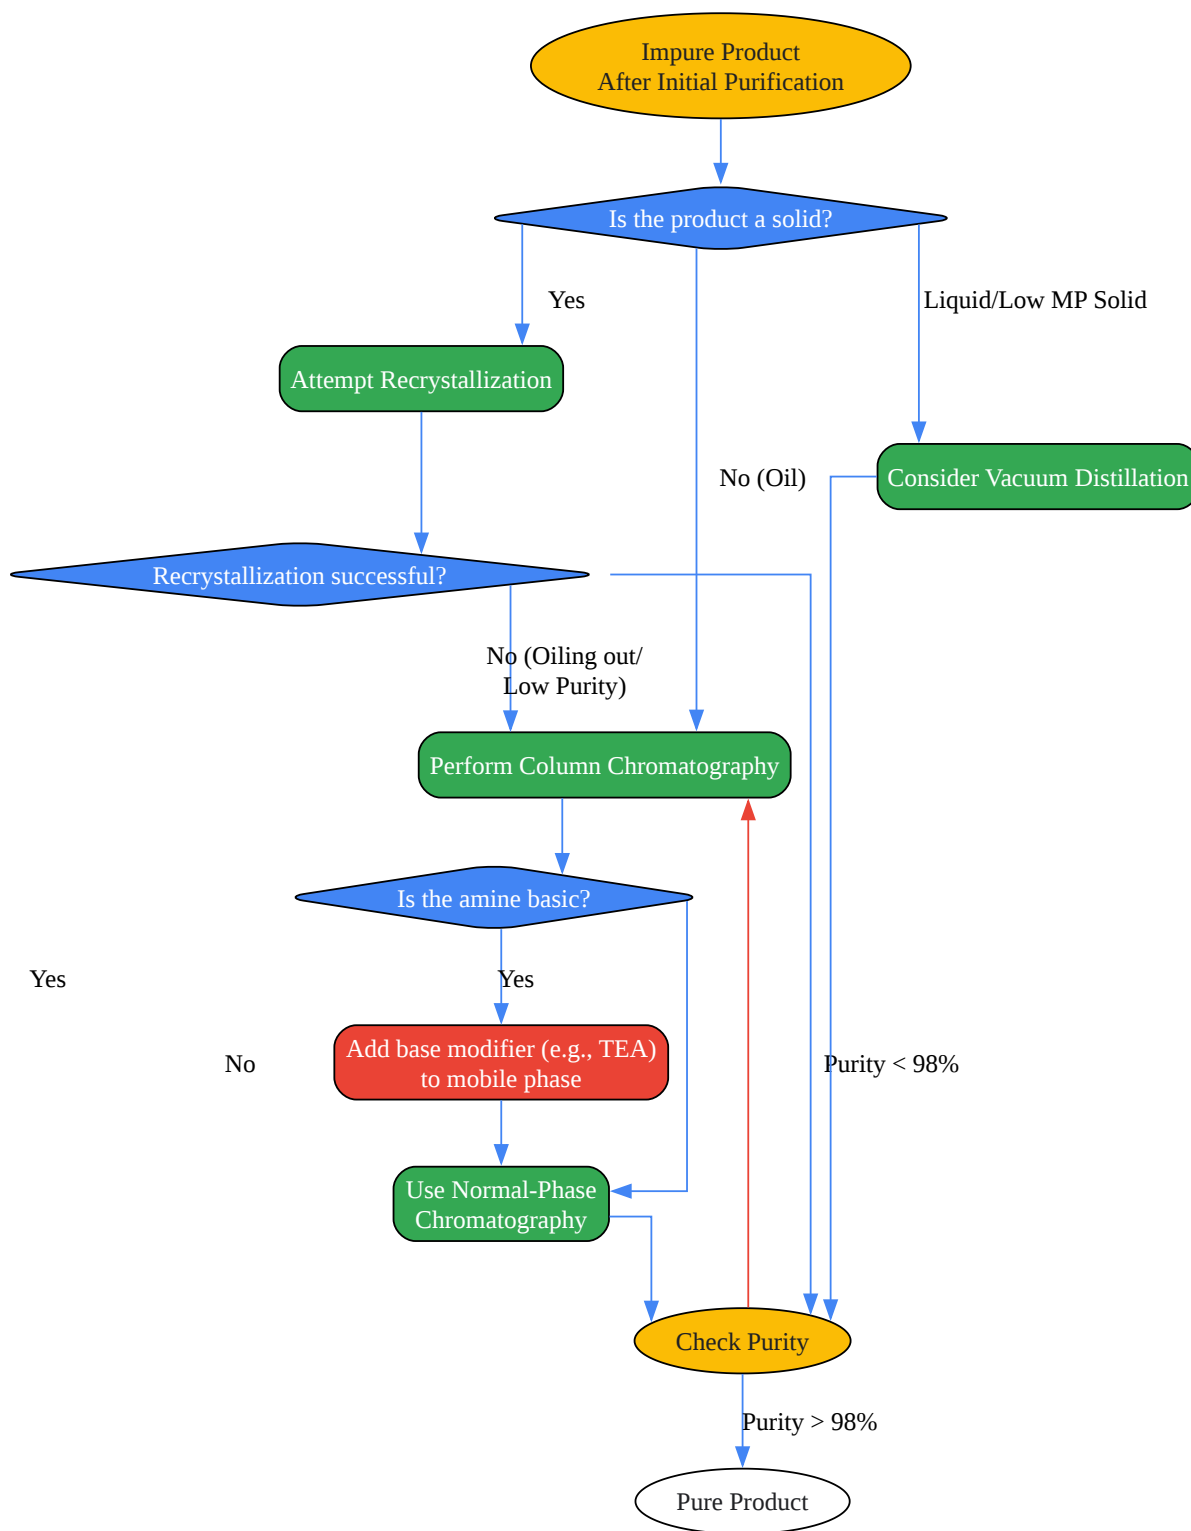 Impure Product
After Initial Purification
Is the product a solid?
Yes
Liquid/Low MP Solid
Attempt Recrystallization
No (Oil)
Consider Vacuum Distillation
Recrystallization successful?
No (Oiling out/
Low Purity)
Perform Column Chromatography
Is the amine basic?
Yes
Yes
Add base modifier (e.g., TEA)
to mobile phase
No
Purity < 98%
Use Normal-Phase
Chromatography
Check Purity
Purity > 98%
Pure Product